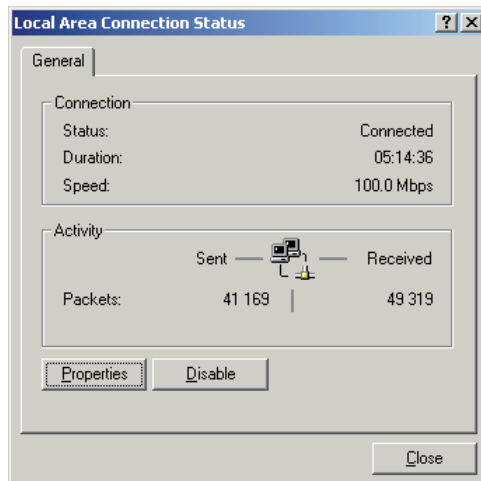 Local Area Connection Status
General
Connection
Status: Connected
Duration: 05:14:36
Speed: 100.0 Mbps
Activity
Sent Received
Packets: 41 169 49 319
Properties Disable
Close